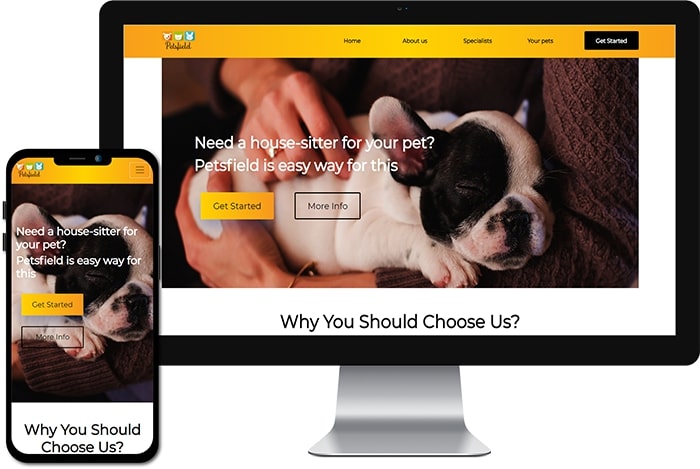 Petsfield
Home
About us
Specialists
Your pets
Get Started
Need a house-sitter for your pet?
Petsfield is easy way for this
Get Started
More Info
Why You Should Choose Us?
Petsfield
Need a house-sitter for
your pet?
Petsfield is easy way for
this
Get Started
More Info
Why You Should
Choose Us?